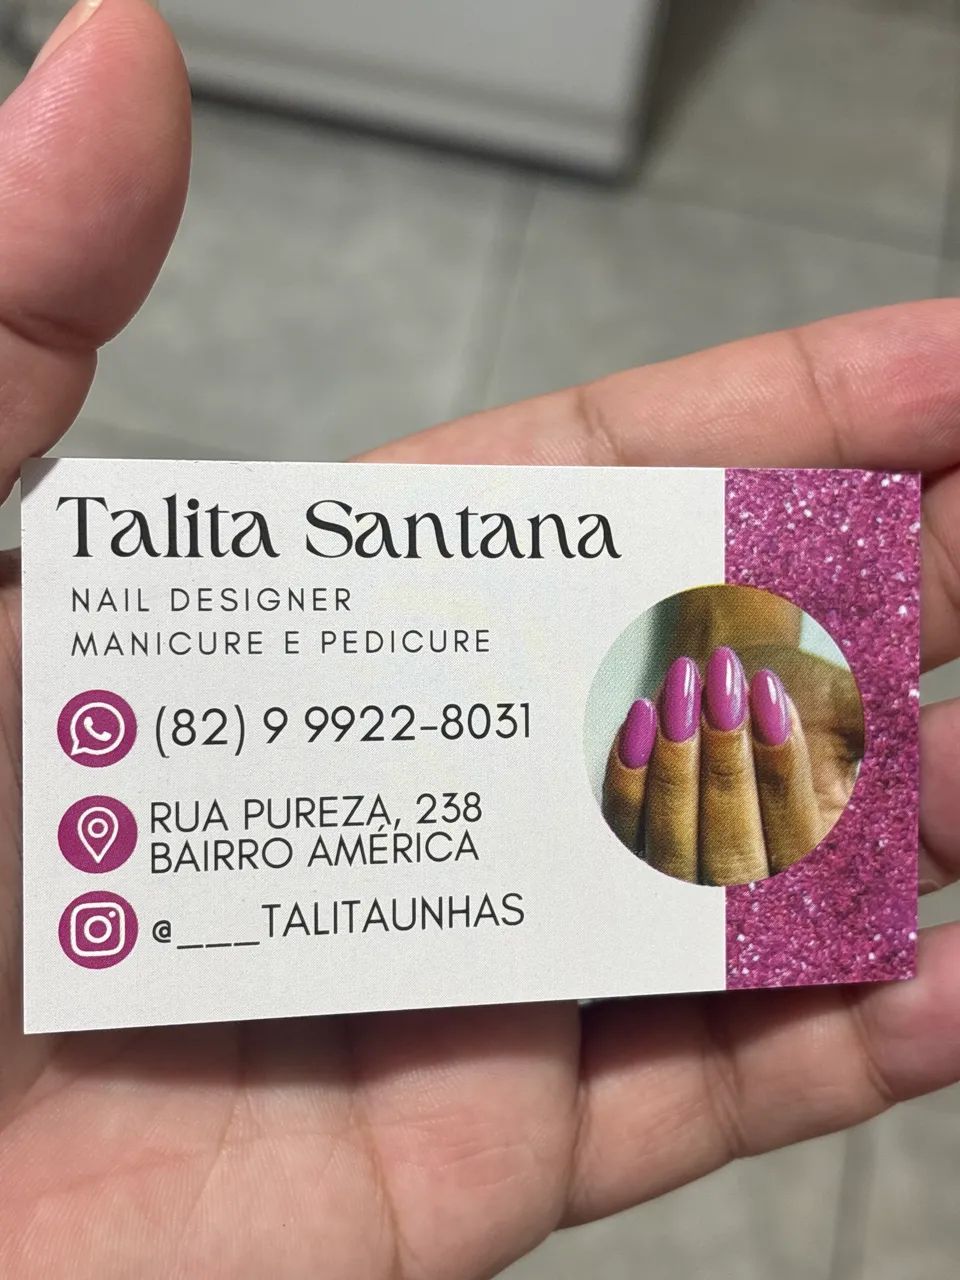 Talita Santana
NAIL DESIGNER
MANICURE E PEDICURE
(82) 9 9922-8031
RUA PUREZA, 238
BAIRRO AMÉRICA
@___TALITAUNHAS